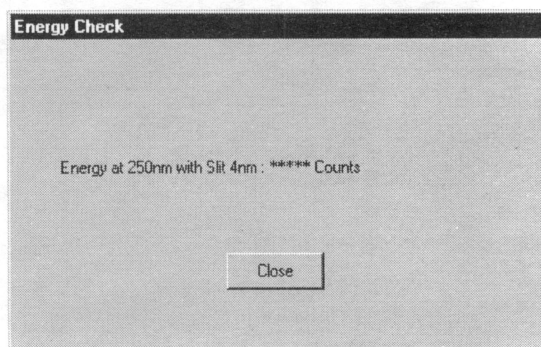 Energy Check
Energy at 250nm with Slit 4nm : ***** Counts
Close